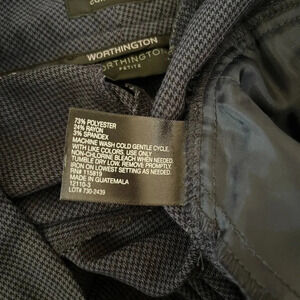 WORTHINGTON
WORTHINGTON
PETITE
73% POLYESTER
24% RAYON
3% SPANDEX
MACHINE WASH COLD GENTLE CYCLE.
WITH LIKE COLORS. USE ONLY
NON-CHLORINE BLEACH WHEN NEEDED.
TUMBLE DRY LOW. REMOVE PROMPTLY.
IRON ON LOWEST SETTING AS NEEDED.
RN# 115819
MADE IN GUATEMALA
12110-3
LOT# 730-2439